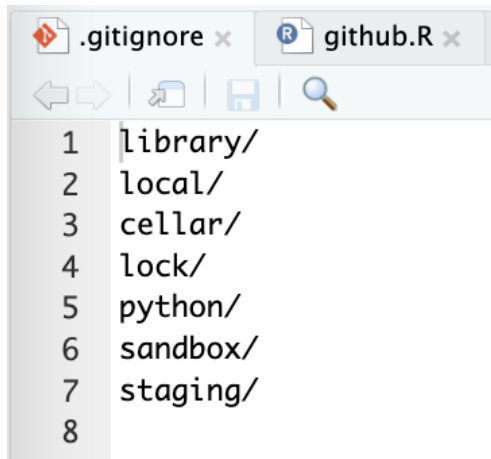 .gitignore × R github.R ×
1 library/
2 local/
3 cellar/
4 lock/
5 python/
6 sandbox/
7 staging/
8